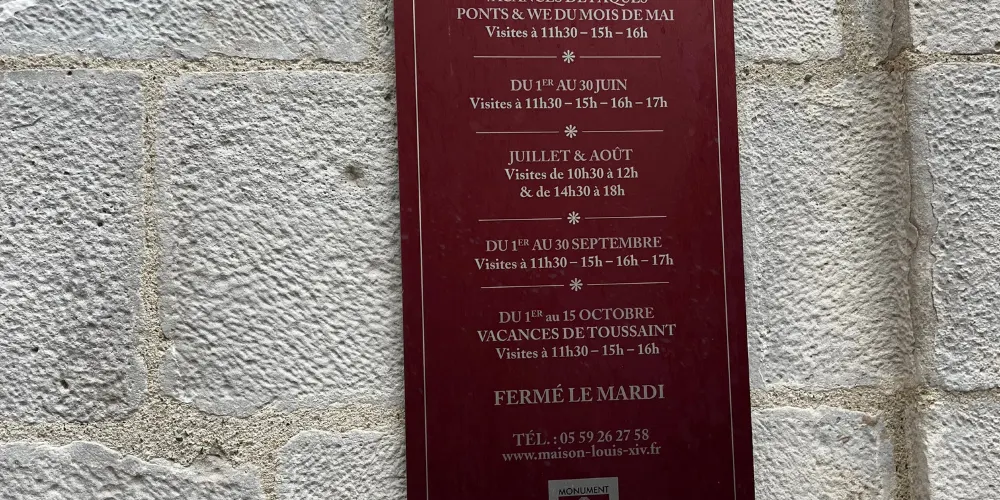 VACANCES DE PÂQUES
PONTS & WE DU MOIS DE MAI
Visites à 11h30 – 15h – 16h
DU 1ER AU 30 JUIN
Visites à 11h30 – 15h – 16h – 17h
JUILLET & AOÛT
Visites de 10h30 à 12h
& de 14h30 à 18h
DU 1ER AU 30 SEPTEMBRE
Visites à 11h30 – 15h – 16h – 17h
DU 1ER au 15 OCTOBRE
VACANCES DE TOUSSAINT
Visites à 11h30 – 15h – 16h
FERMÉ LE MARDI
TÉL. : 05 59 26 27 58
www.maison-louis-xiv.fr
MONUMENT